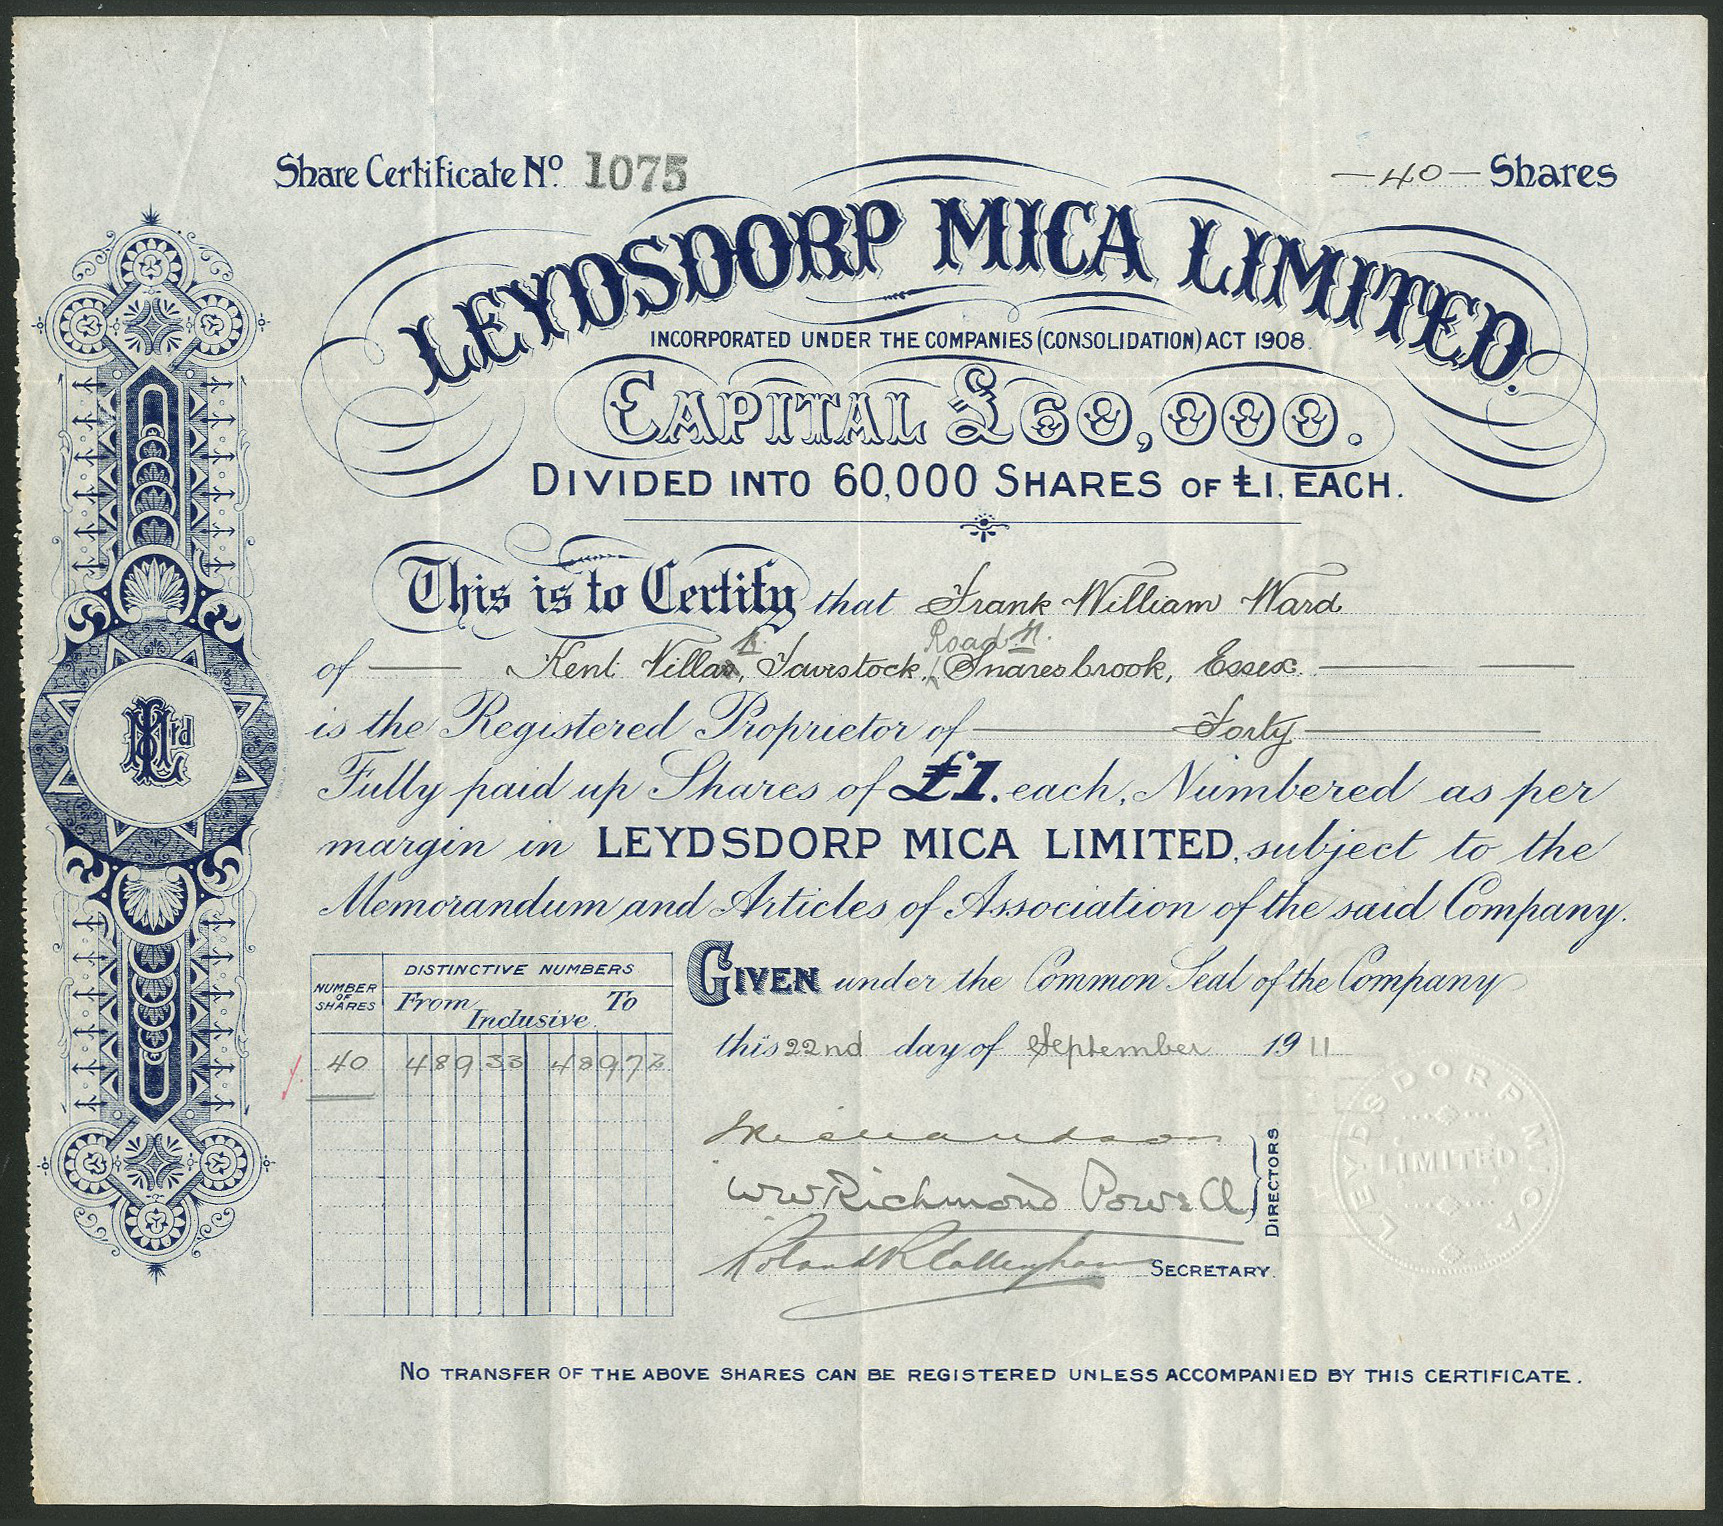 Share Certificate No. 1075
— 40 — Shares
LEYDSDORP MICA LIMITED.
INCORPORATED UNDER THE COMPANIES (CONSOLIDATION) ACT 1908.
CAPITAL £60,000.
DIVIDED INTO 60,000 SHARES OF £1. EACH.
This is to Certify that Frank William Ward
Road N.
of — Kent Villa, Tavistock, Snaresbrook, Essex. —
is the Registered Proprietor of — Forty —
Fully paid up Shares of £1. each, Numbered as per
margin in LEYDSDORP MICA LIMITED, subject to the
Memorandum and Articles of Association of the said Company.
NUMBER OF SHARES
DISTINCTIVE NUMBERS
From To
Inclusive
40 48933 48972
GIVEN under the Common Seal of the Company
this 22nd day of September 1911
WW Richmond Powell
DIRECTORS
SECRETARY.
LEYDSDORP MICA
LIMITED
NO TRANSFER OF THE ABOVE SHARES CAN BE REGISTERED UNLESS ACCOMPANIED BY THIS CERTIFICATE.